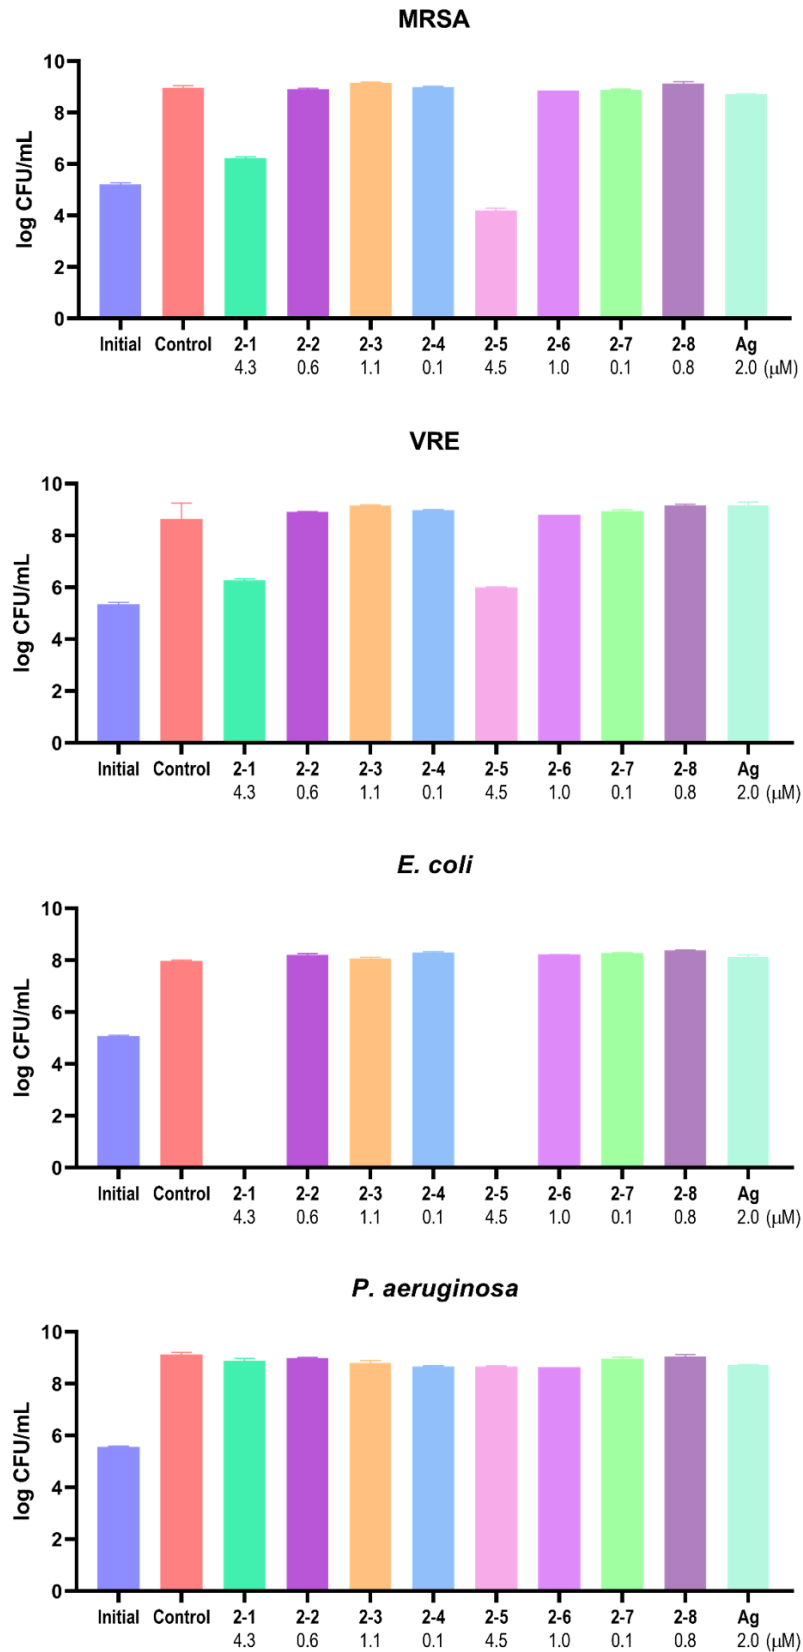 MRSA
log CFU/mL
10
8
6
4
2
0
Initial Control 2-1 2-2 2-3 2-4 2-5 2-6 2-7 2-8 Ag
4.3 0.6 1.1 0.1 4.5 1.0 0.1 0.8 2.0 (μM)
VRE
log CFU/mL
10
8
6
4
2
0
Initial Control 2-1 2-2 2-3 2-4 2-5 2-6 2-7 2-8 Ag
4.3 0.6 1.1 0.1 4.5 1.0 0.1 0.8 2.0 (μM)
E. coli
log CFU/mL
10
8
6
4
2
0
Initial Control 2-1 2-2 2-3 2-4 2-5 2-6 2-7 2-8 Ag
4.3 0.6 1.1 0.1 4.5 1.0 0.1 0.8 2.0 (μM)
P. aeruginosa
log CFU/mL
10
8
6
4
2
0
Initial Control 2-1 2-2 2-3 2-4 2-5 2-6 2-7 2-8 Ag
4.3 0.6 1.1 0.1 4.5 1.0 0.1 0.8 2.0 (μM)